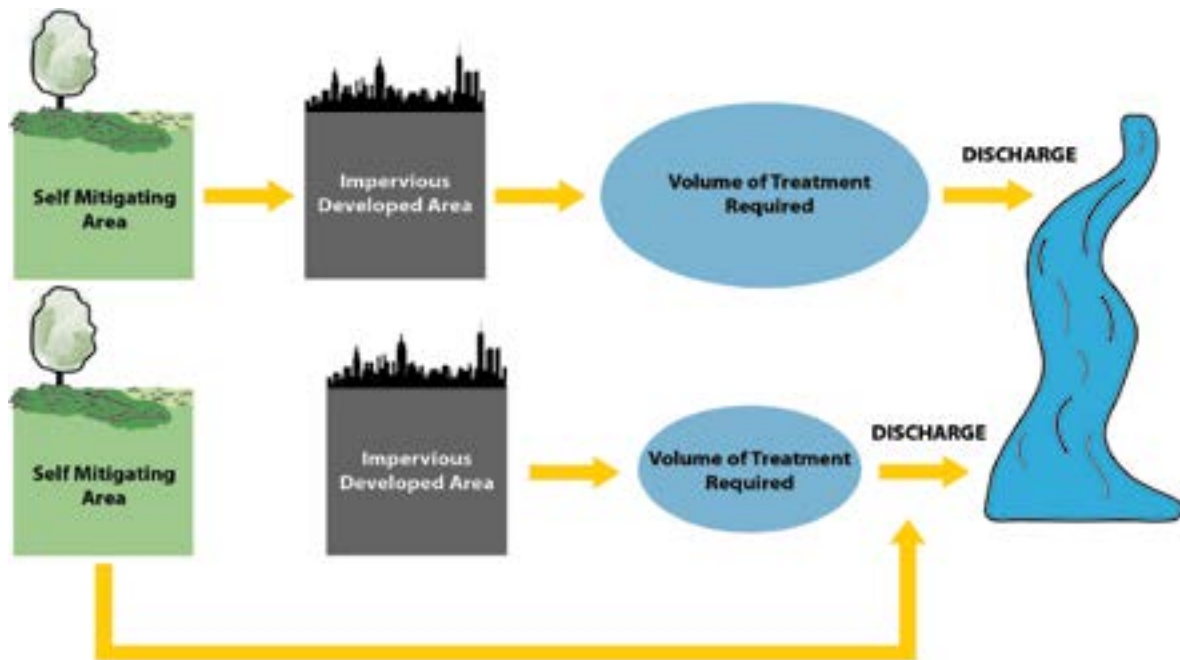 Self Mitigating
Area
Impervious
Developed Area
Volume of Treatment
Required
DISCHARGE
Self Mitigating
Area
Impervious
Developed Area
Volume of Treatment
Required
DISCHARGE